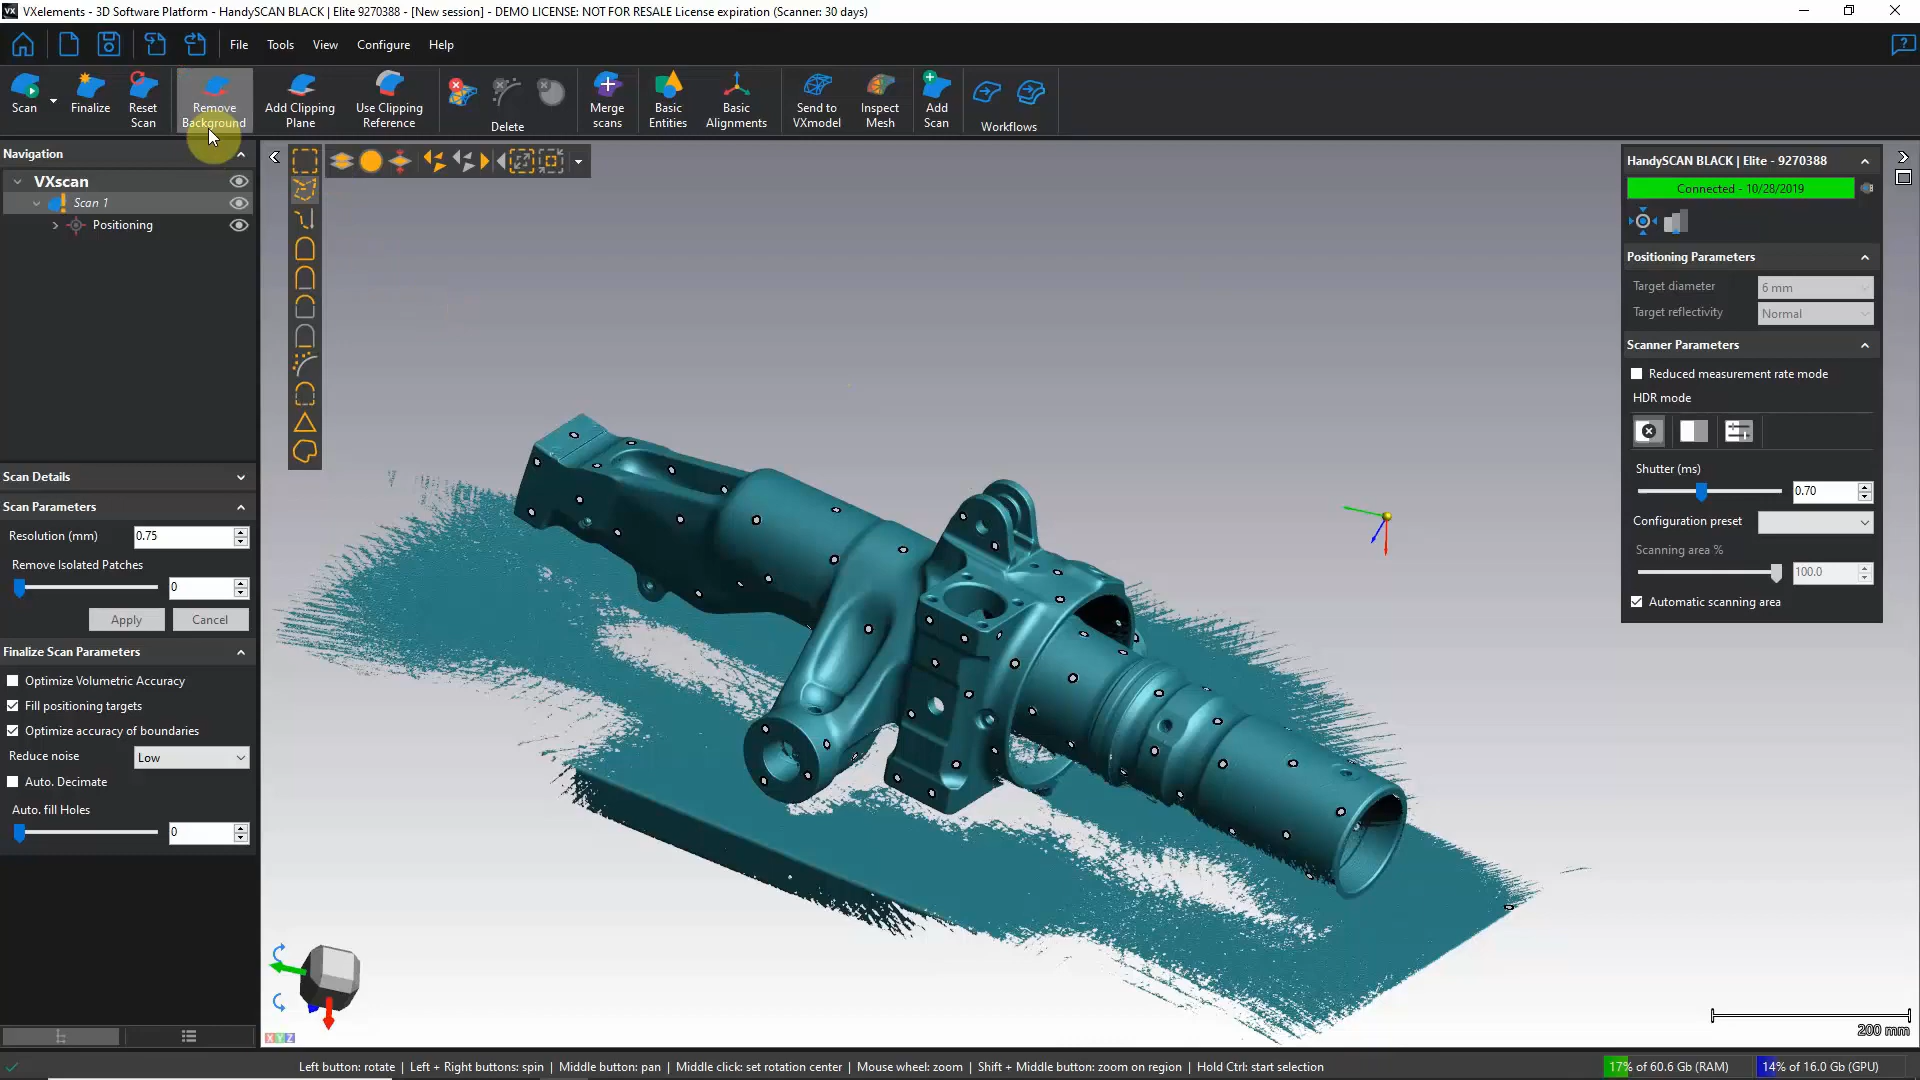 VXelements - 3D Software Platform - HandySCAN BLACK | Elite 9270388 - [New session] - DEMO LICENSE: NOT FOR RESALE License expiration (Scanner: 30 days)
File Tools View Configure Help
Scan
Finalize
Reset
Scan
Remove
Background
Add Clipping
Plane
Use Clipping
Reference
Delete
Merge
scans
Basic
Entities
Basic
Alignments
Send to
VXmodel
Inspect
Mesh
Add
Scan
Workflows
Navigation
VXscan
Scan 1
Positioning
Scan Details
Scan Parameters
Resolution (mm) 0.75
Remove Isolated Patches
0
Apply Cancel
Finalize Scan Parameters
Optimize Volumetric Accuracy
Fill positioning targets
Optimize accuracy of boundaries
Reduce noise Low
Auto. Decimate
Auto. fill Holes
0
HandySCAN BLACK | Elite - 9270388
Connected - 10/28/2019
Positioning Parameters
Target diameter 6 mm
Target reflectivity Normal
Scanner Parameters
Reduced measurement rate mode
HDR mode
Shutter (ms)
0.70
Configuration preset
Scanning area %
100.0
Automatic scanning area
XYZ
200 mm
Left button: rotate | Left + Right buttons: spin | Middle button: pan | Middle click: set rotation center | Mouse wheel: zoom | Shift + Middle button: zoom on region | Hold Ctrl: start selection
17% of 60.6 Gb (RAM) 14% of 16.0 Gb (GPU)